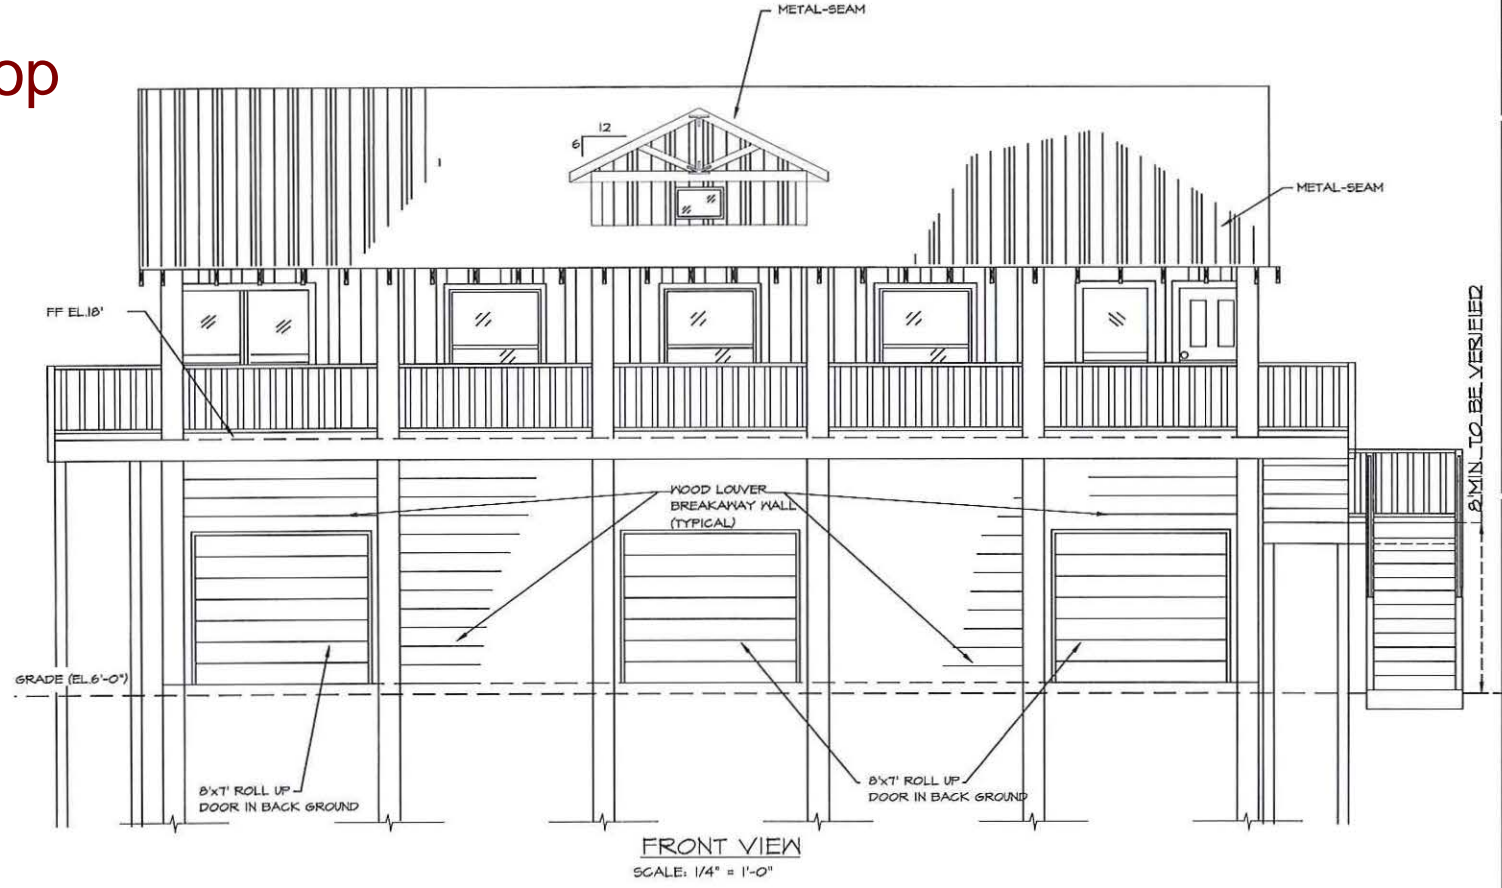 METAL-SEAM
op
12
6
METAL-SEAM
FF EL.18'
8'MIN. TO BE VERIFIED
WOOD LOUVER
BREAKAWAY WALL
(TYPICAL)
GRADE (EL.6'-0")
8'x7' ROLL UP
DOOR IN BACK GROUND
8'x7' ROLL UP
DOOR IN BACK GROUND
FRONT VIEW
SCALE: 1/4" = 1'-0"